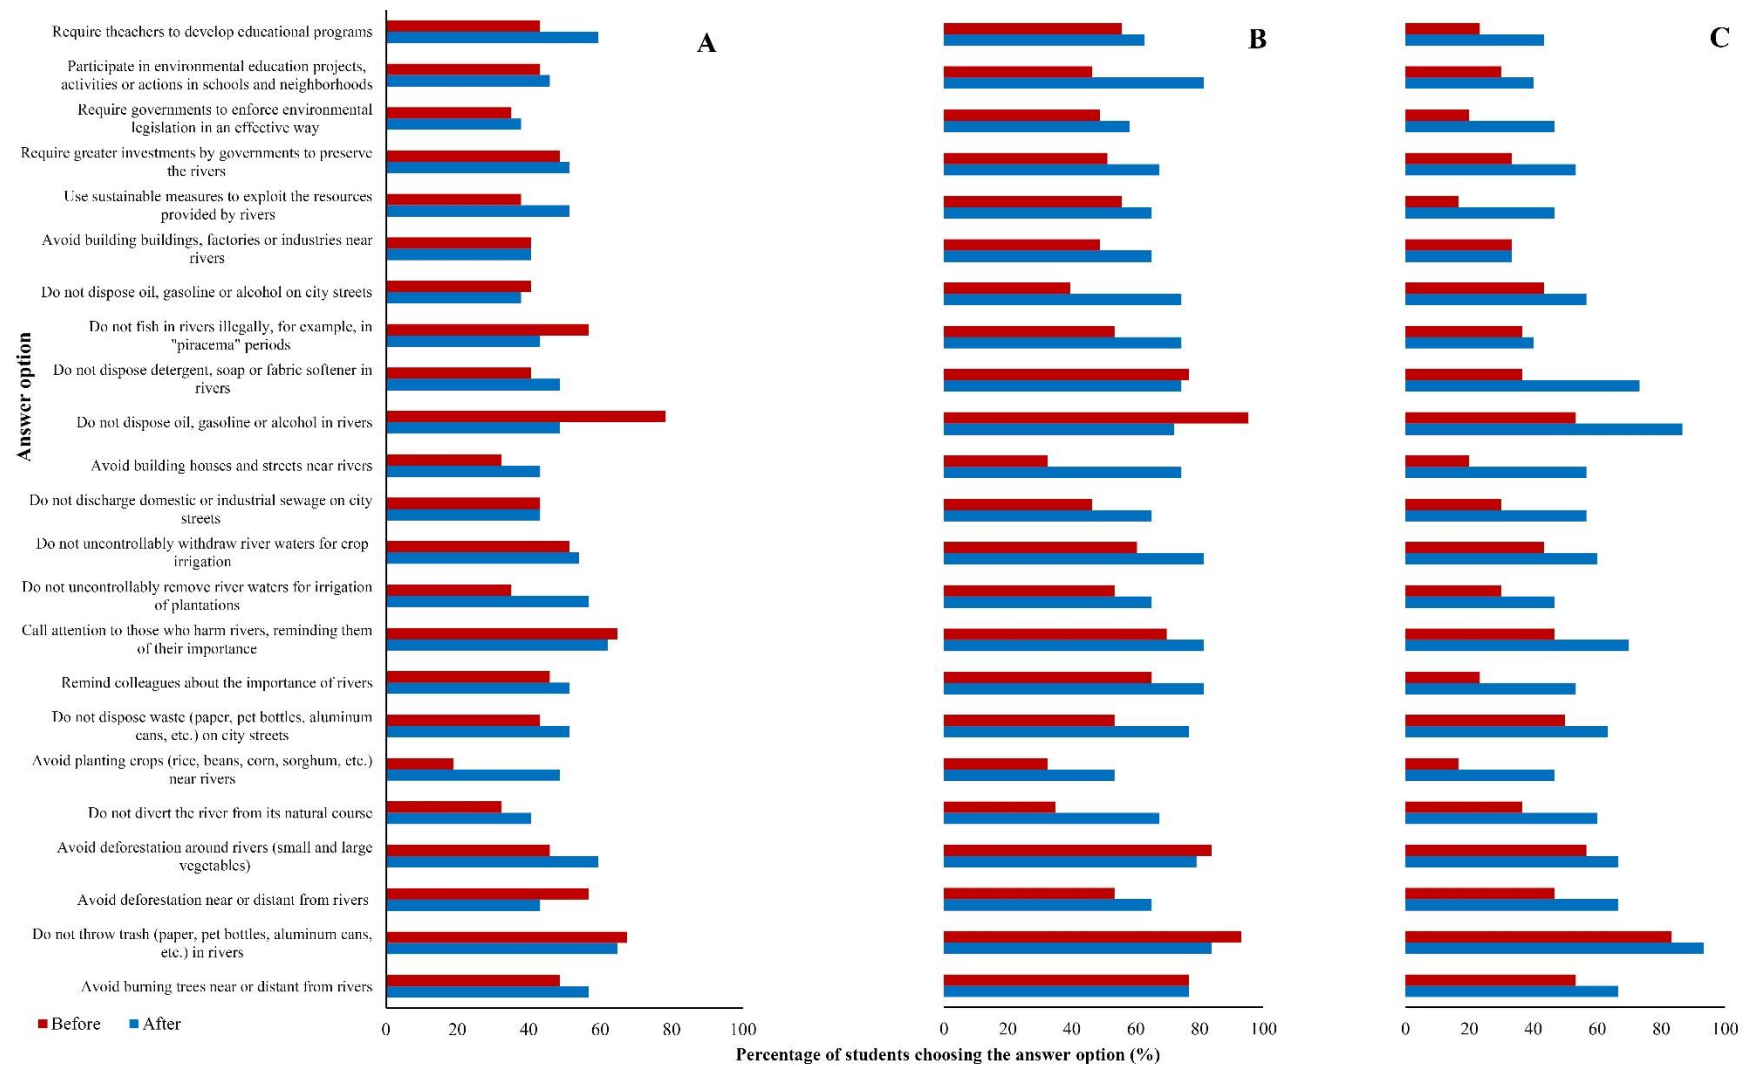 A
B
C
Require theachers to develop educational programs
Participate in environmental education projects,
activities or actions in schools and neighborhoods
Require governments to enforce environmental
legislation in an effective way
Require greater investments by governments to preserve
the rivers
Use sustainable measures to exploit the resources
provided by rivers
Avoid building buildings, factories or industries near
rivers
Do not dispose oil, gasoline or alcohol on city streets
Do not fish in rivers illegally, for example, in
"piracema" periods
Do not dispose detergent, soap or fabric softener in
rivers
Do not dispose oil, gasoline or alcohol in rivers
Avoid building houses and streets near rivers
Do not discharge domestic or industrial sewage on city
streets
Do not uncontrollably withdraw river waters for crop
irrigation
Do not uncontrollably remove river waters for irrigation
of plantations
Call attention to those who harm rivers, reminding them
of their importance
Remind colleagues about the importance of rivers
Do not dispose waste (paper, pet bottles, aluminum
cans, etc.) on city streets
Avoid planting crops (rice, beans, corn, sorghum, etc.)
near rivers
Do not divert the river from its natural course
Avoid deforestation around rivers (small and large
vegetables)
Avoid deforestation near or distant from rivers
Do not throw trash (paper, pet bottles, aluminum cans,
etc.) in rivers
Avoid burning trees near or distant from rivers
Answer option
Before After
0 20 40 60 80 100
0 20 40 60 80 100
0 20 40 60 80 100
Percentage of students choosing the answer option (%)